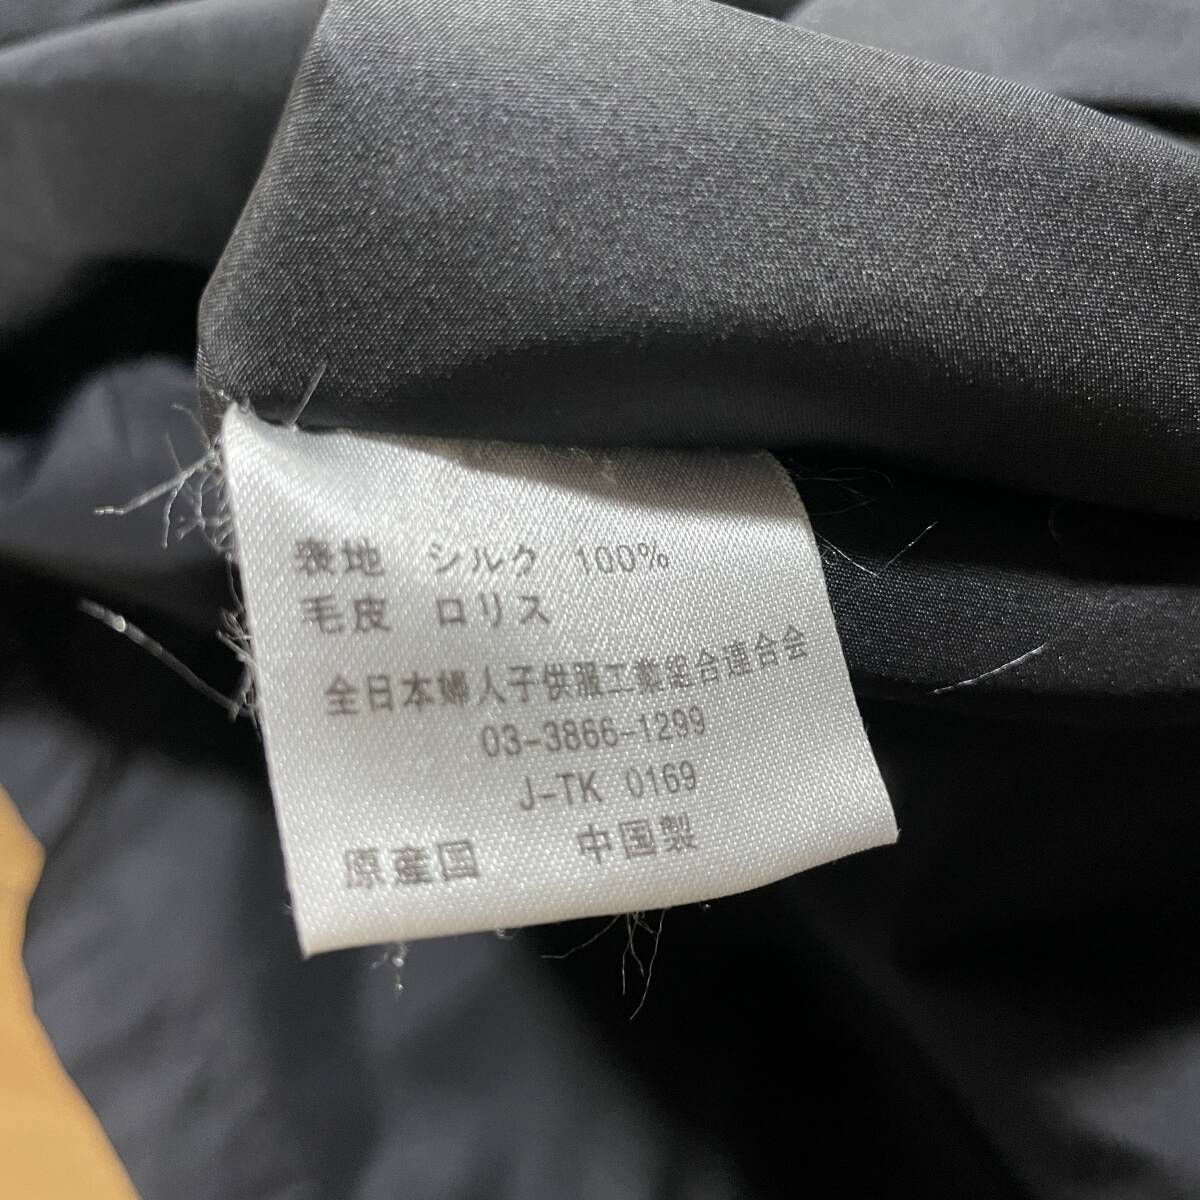 表地 シルク 100%
毛皮 ロリス
全日本婦人子供服工業組合連合会
03-3866-1299
J-TK 0169
原産国 中国製